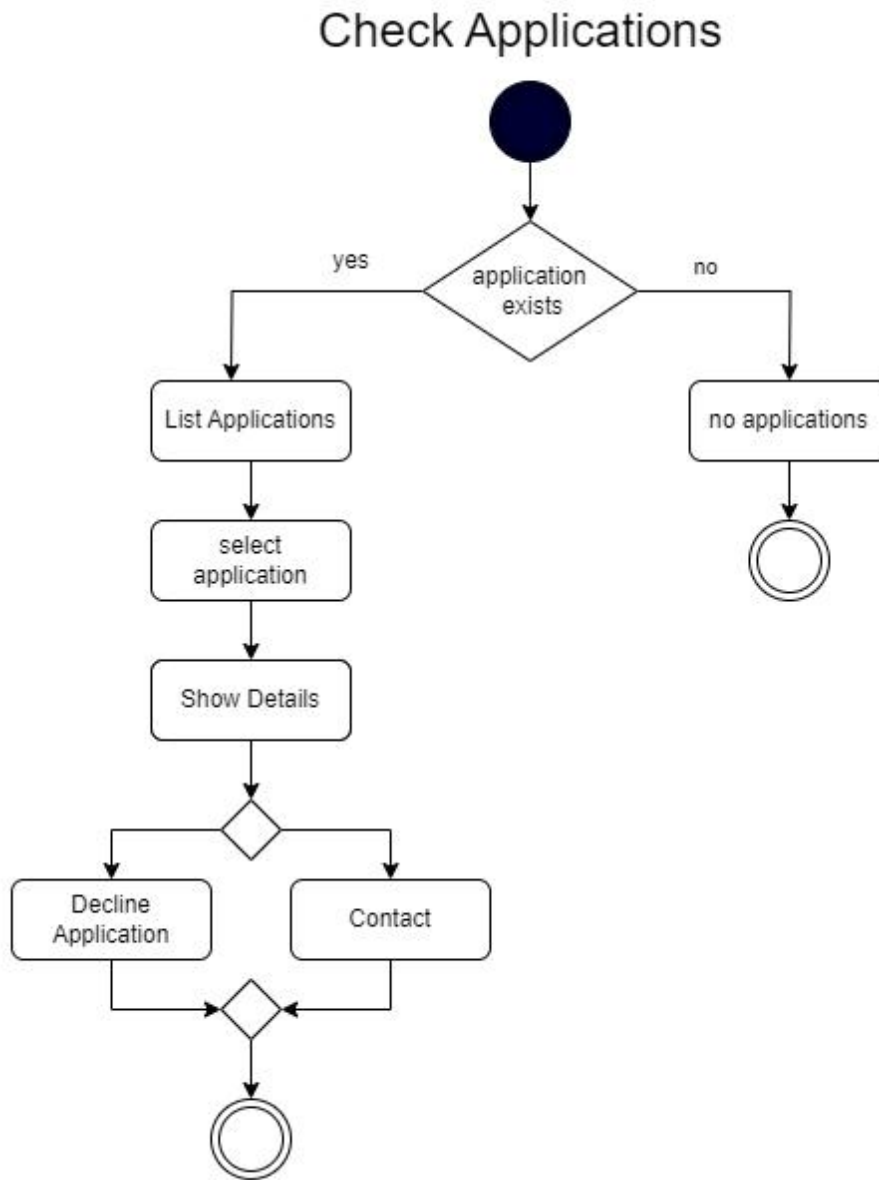 Check Applications
yes
application
exists
no
List Applications
no applications
select
application
Show Details
Decline
Application
Contact